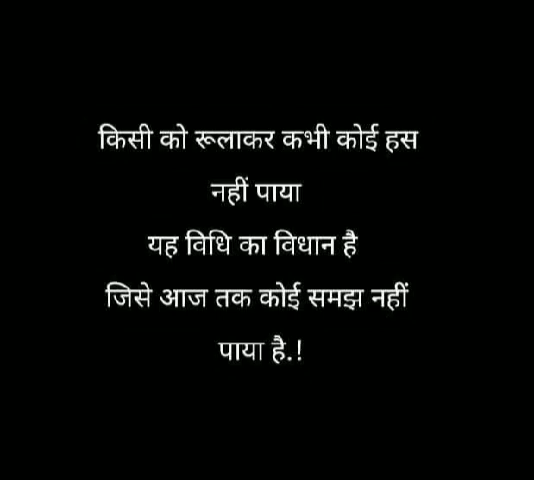 किसी को रूलाकर कभी कोई हस
नहीं पाया
यह विधि का विधान है
जिसे आज तक कोई समझ नहीं
पाया है.!